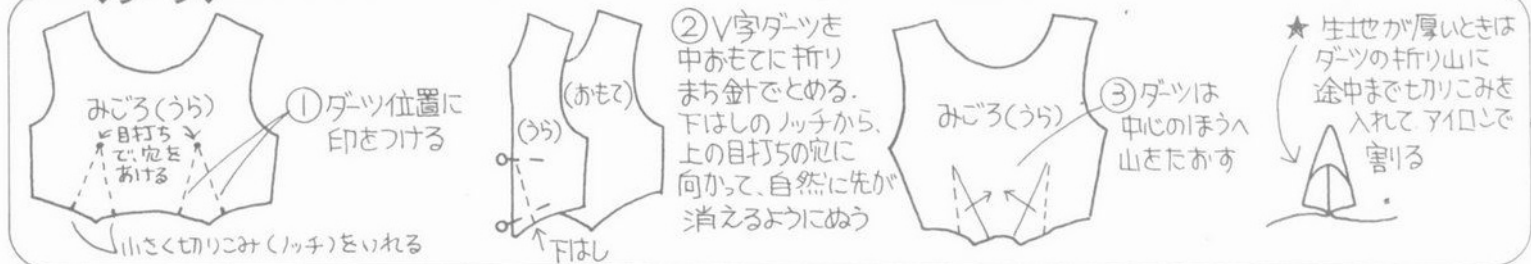 みごろ(うら)
目打ち
で、穴を
あける
①ダーツ位置に
印をつける
小さく切りこみ(ノッチ)をいれる
(うら)
(おもて)
下はし
②V字ダーツを
中おもてに折り
まち針でとめる.
下はしのノッチから、
上の目打ちの穴に
向かって、自然に先が
消えるようにぬう
みごろ(うら)
③ダーツは
中心のほうへ
山をたおす
★生地が厚いときは
ダーツの折り山に
途中まで切りこみを
入れて、アイロンで
割る